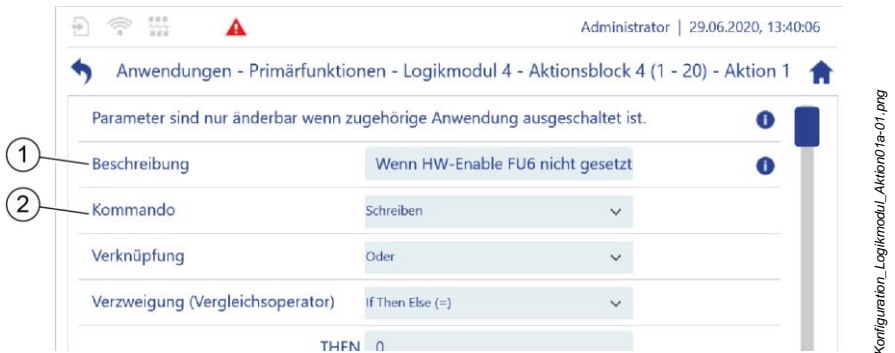 Administrator | 29.06.2020, 13:40:06
Anwendungen - Primärfunktionen - Logikmodul 4 - Aktionsblock 4 (1 - 20) - Aktion 1
Parameter sind nur änderbar wenn zugehörige Anwendung ausgeschaltet ist.
1 Beschreibung Wenn HW-Enable FU6 nicht gesetzt
2 Kommando Schreiben
Verknüpfung Oder
Verzweigung (Vergleichsoperator) If Then Else (=)
THEN 0
Konfiguration_Logikmodul_Aktion01a-01.png